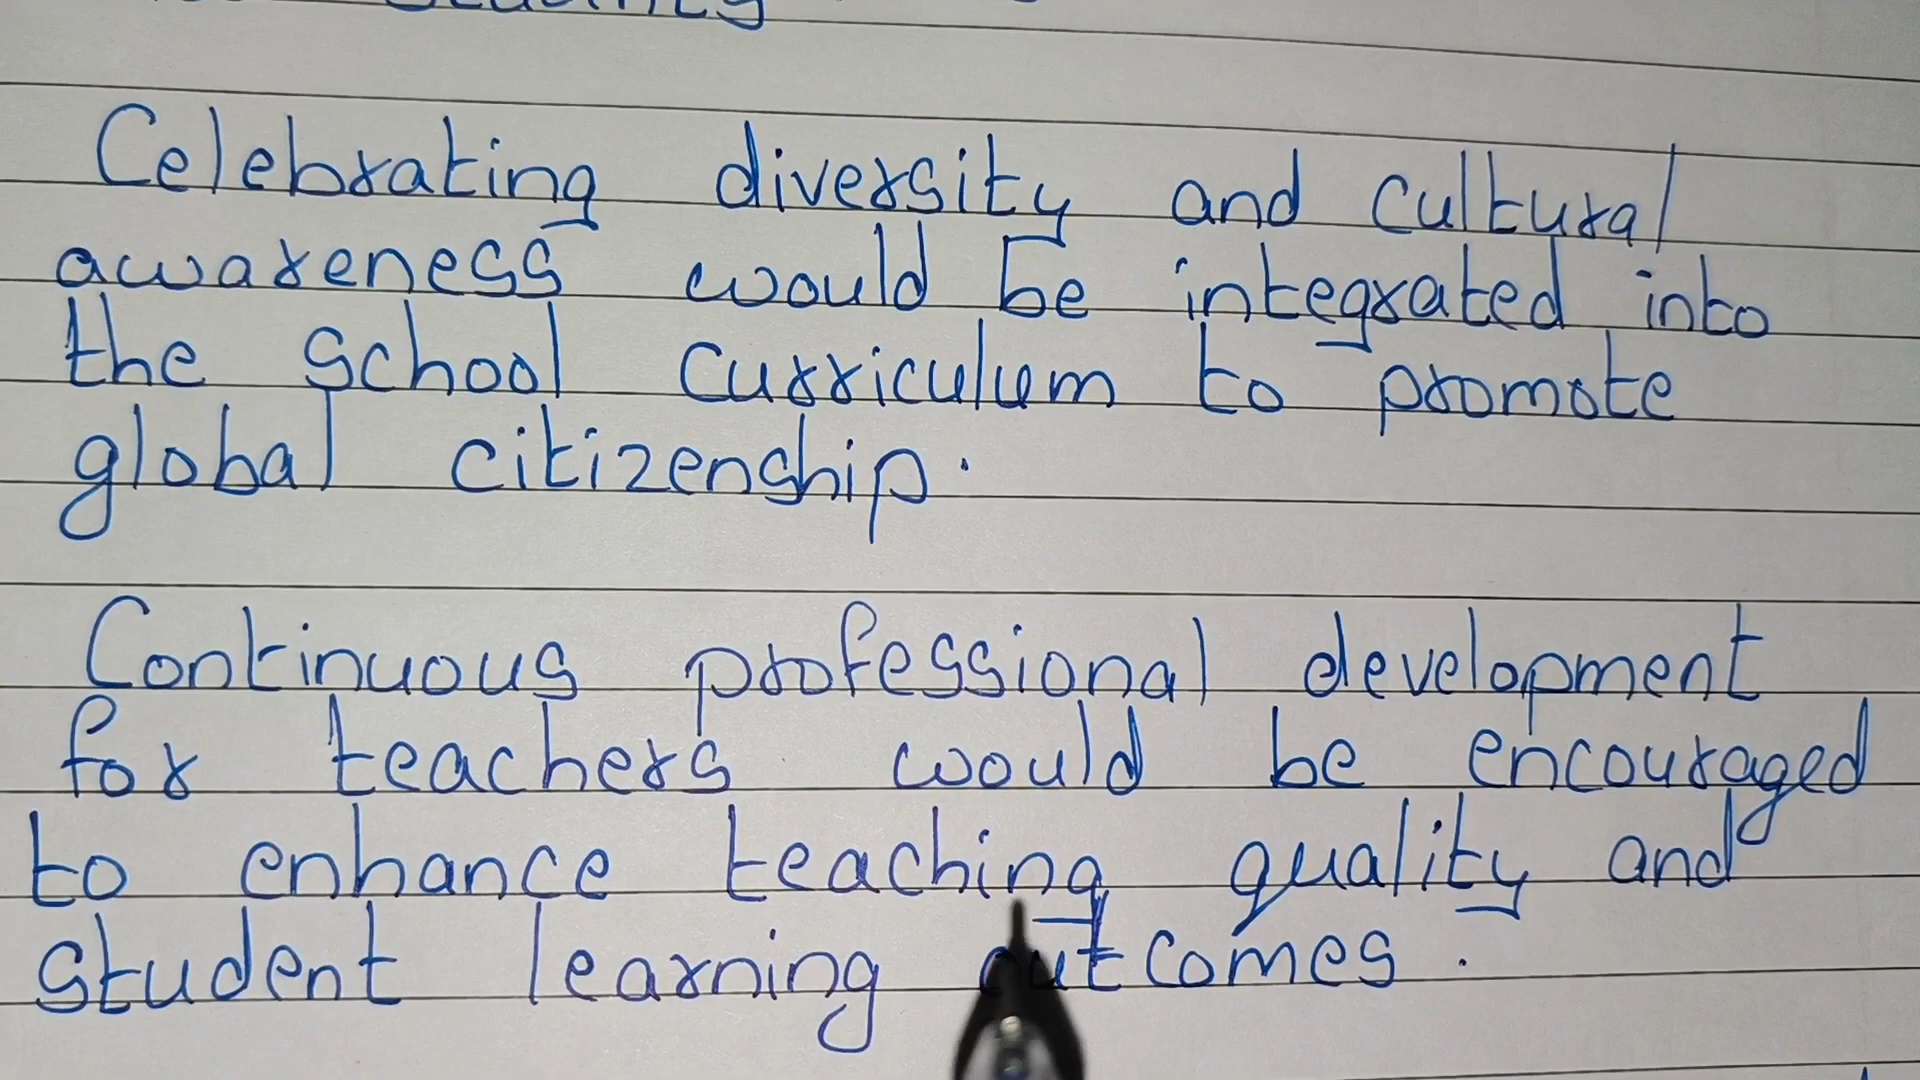 Celebrating diversity and cultural
awareness would be integrated into
the school curriculum to promote
global citizenship.
Continuous professional development
for teachers would be encouraged
to enhance teaching quality and
student learning outcomes.